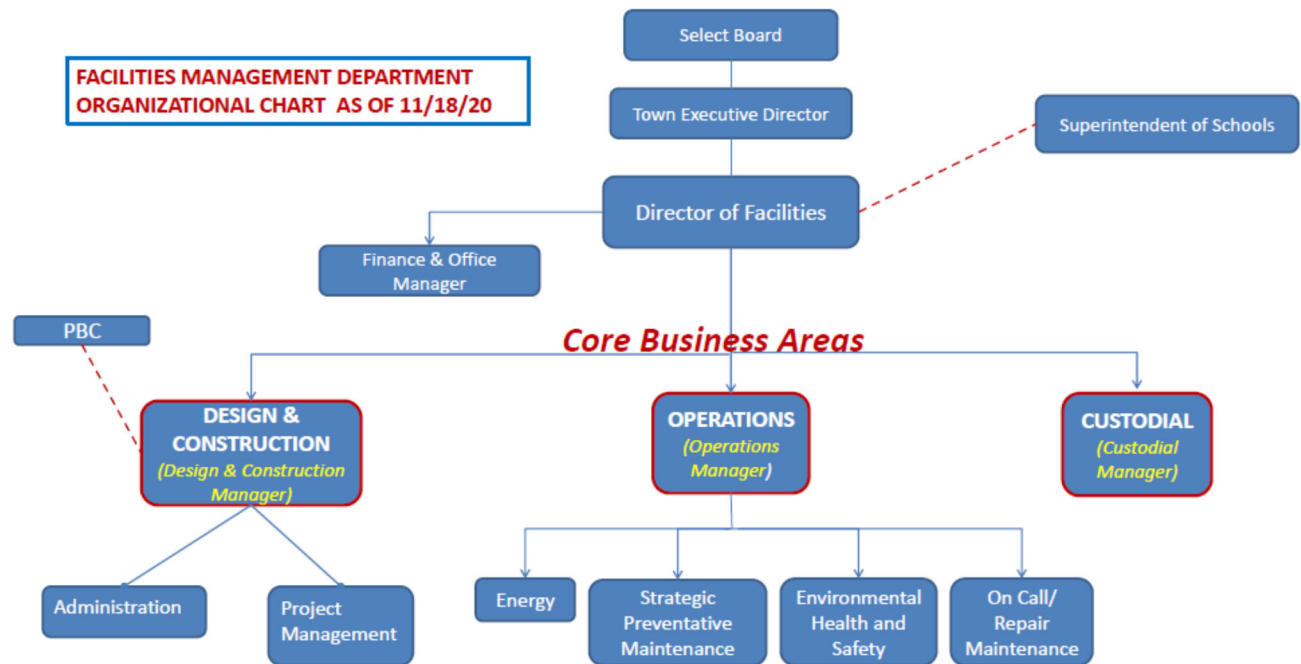 Select Board
FACILITIES MANAGEMENT DEPARTMENT
ORGANIZATIONAL CHART AS OF 11/18/20
Town Executive Director
Superintendent of Schools
Director of Facilities
Finance & Office
Manager
PBC
Core Business Areas
DESIGN &
CONSTRUCTION
(Design & Construction
Manager)
OPERATIONS
(Operations
Manager)
CUSTODIAL
(Custodial
Manager)
Administration
Project
Management
Energy
Strategic
Preventative
Maintenance
Environmental
Health and
Safety
On Call/
Repair
Maintenance